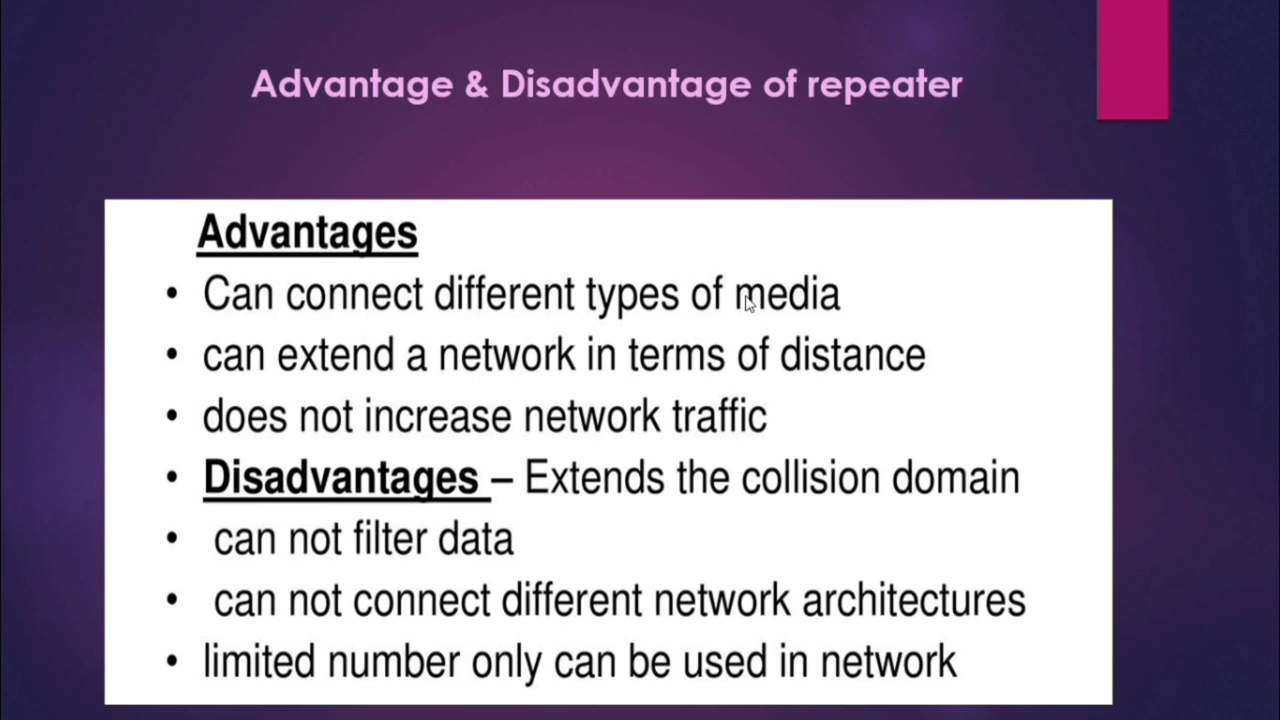 Advantage & Disadvantage of repeater
Advantages
• Can connect different types of media
• can extend a network in terms of distance
• does not increase network traffic
• Disadvantages – Extends the collision domain
• can not filter data
• can not connect different network architectures
• limited number only can be used in network